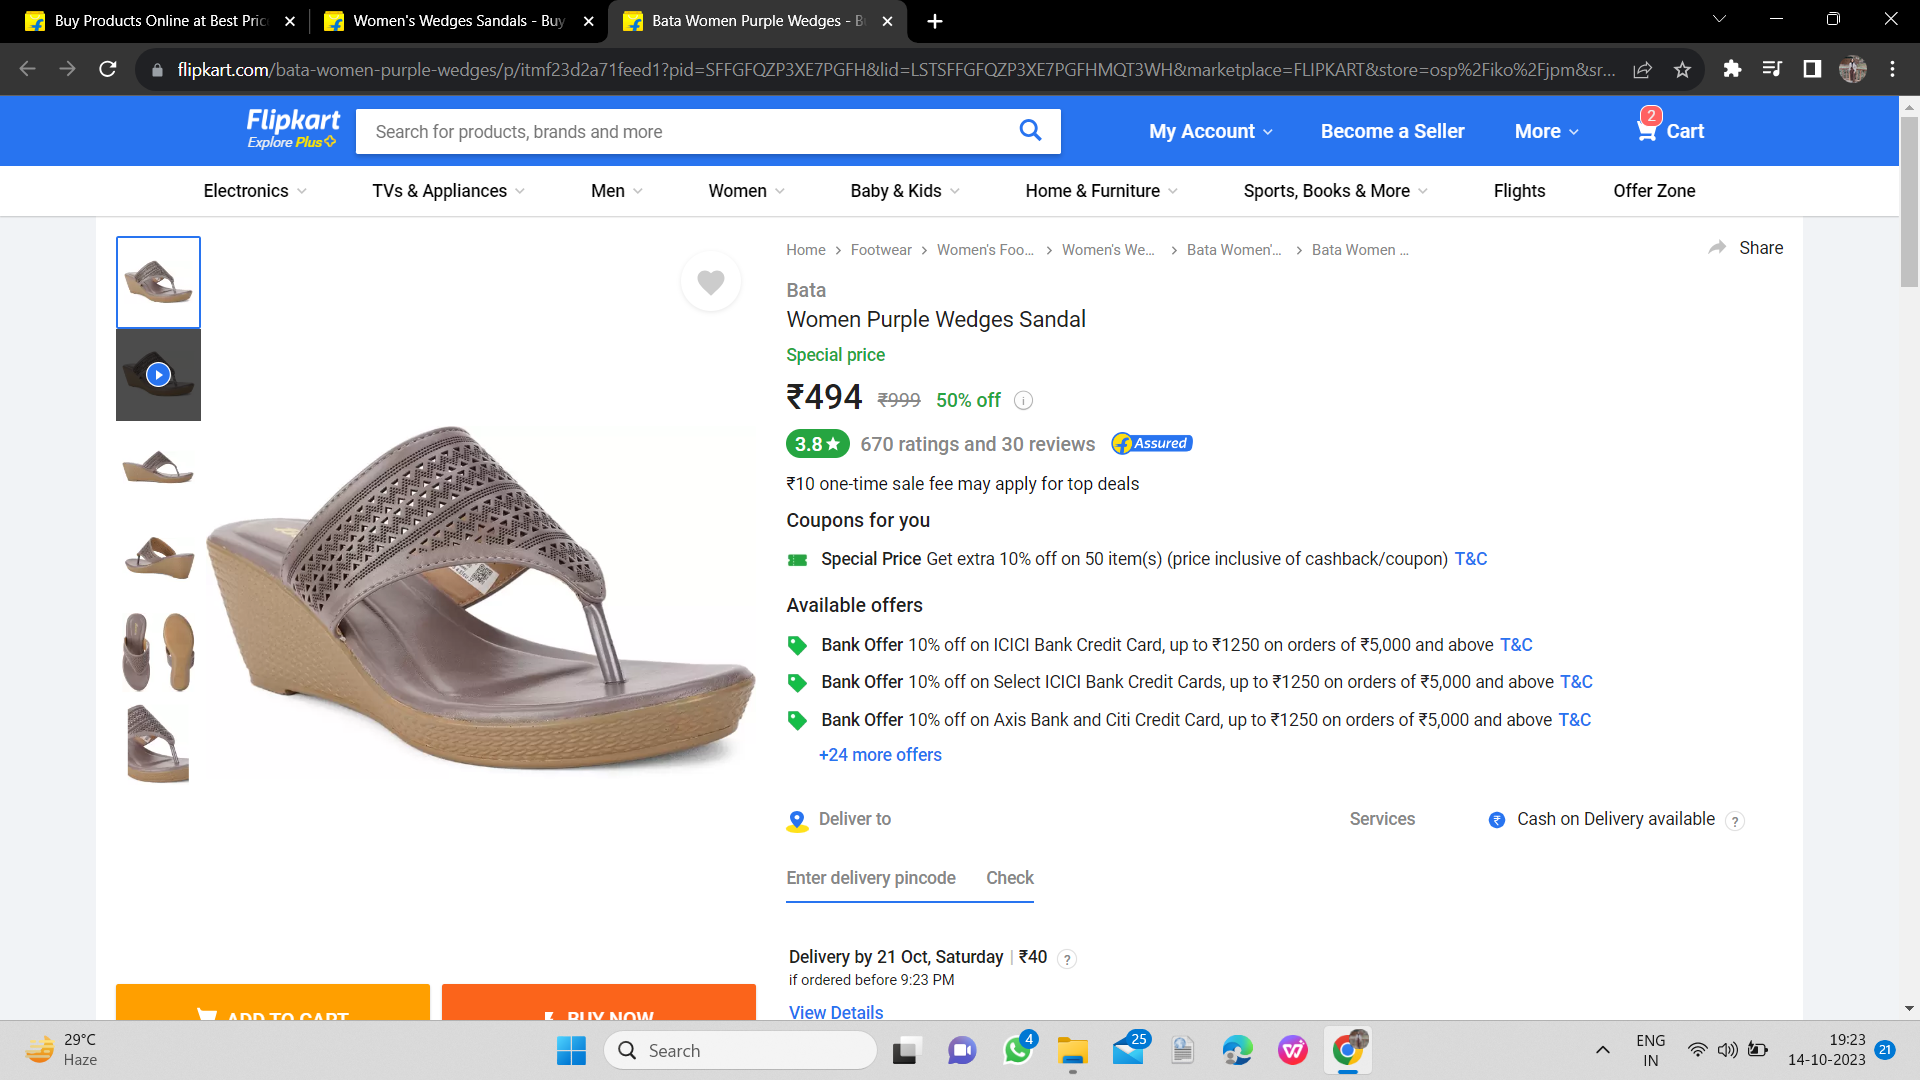 Buy Products Online at Best Pric
Women's Wedges Sandals - Buy
Bata Women Purple Wedges - B
flipkart.com/bata-women-purple-wedges/p/itmf23d2a71feed1?pid=SFFGFQZP3XE7PGFH&lid=LSTSFFGFQZP3XE7PGFHMQT3WH&marketplace=FLIPKART&store=osp%2Fiko%2Fjpm&sr...
Flipkart
Explore Plus
Search for products, brands and more
My Account
Become a Seller
More
2
Cart
Electronics
TVs & Appliances
Men
Women
Baby & Kids
Home & Furniture
Sports, Books & More
Flights
Offer Zone
Home
Footwear
Women's Foo...
Women's We...
Bata Women'...
Bata Women ...
Share
Bata
Women Purple Wedges Sandal
Special price
₹494 ₹999 50% off i
3.8 ★ 670 ratings and 30 reviews f Assured
₹10 one-time sale fee may apply for top deals
Coupons for you
Special Price Get extra 10% off on 50 item(s) (price inclusive of cashback/coupon) T&C
Available offers
Bank Offer 10% off on ICICI Bank Credit Card, up to ₹1250 on orders of ₹5,000 and above T&C
Bank Offer 10% off on Select ICICI Bank Credit Cards, up to ₹1250 on orders of ₹5,000 and above T&C
Bank Offer 10% off on Axis Bank and Citi Credit Card, up to ₹1250 on orders of ₹5,000 and above T&C
+24 more offers
Deliver to
Services
₹ Cash on Delivery available ?
Enter delivery pincode
Check
Delivery by 21 Oct, Saturday | ₹40 ?
if ordered before 9:23 PM
View Details
ADD TO CART
BUY NOW
29°C
Haze
Search
4
25
ENG
IN
19:23
14-10-2023
21